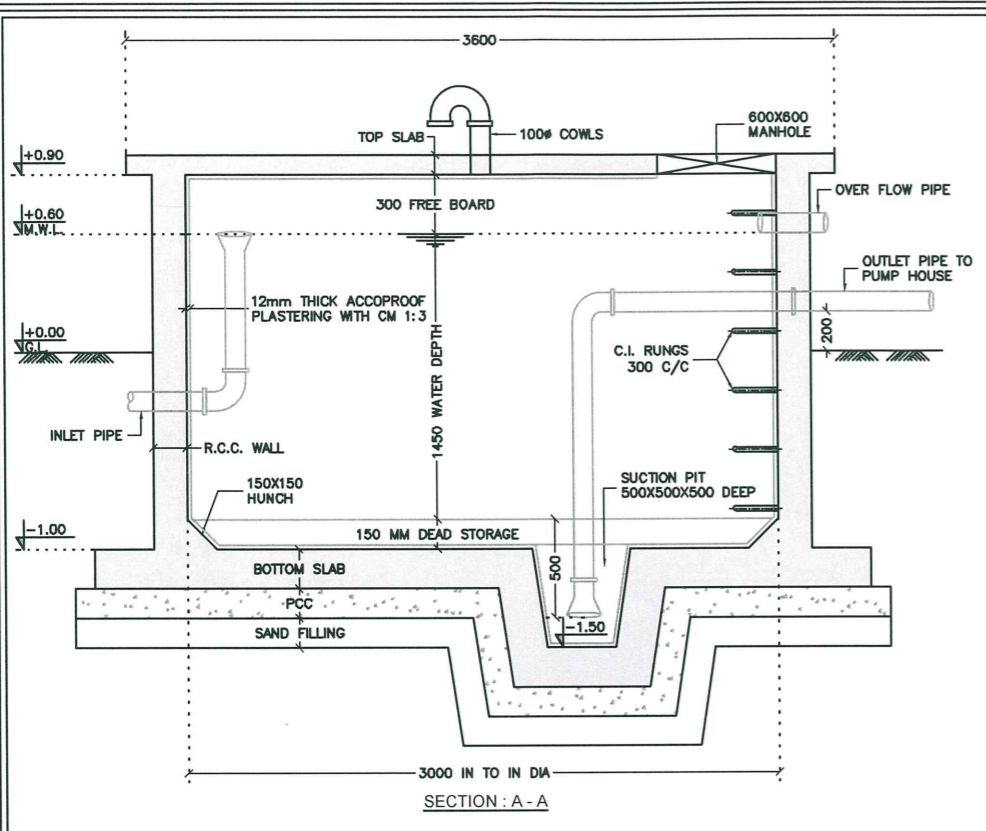 3600
600X600
MANHOLE
TOP SLAB
100ø COWLS
+0.90
OVER FLOW PIPE
300 FREE BOARD
+0.60
M.W.L.
OUTLET PIPE TO
PUMP HOUSE
12mm THICK ACCOPROOF
PLASTERING WITH CM 1:3
+0.00
G.L.
200
C.I. RUNGS
300 C/C
1450 WATER DEPTH
INLET PIPE
R.C.C. WALL
150X150
HUNCH
SUCTION PIT
500X500X500 DEEP
-1.00
150 MM DEAD STORAGE
500
BOTTOM SLAB
PCC
-1.50
SAND FILLING
3000 IN TO IN DIA
SECTION : A - A